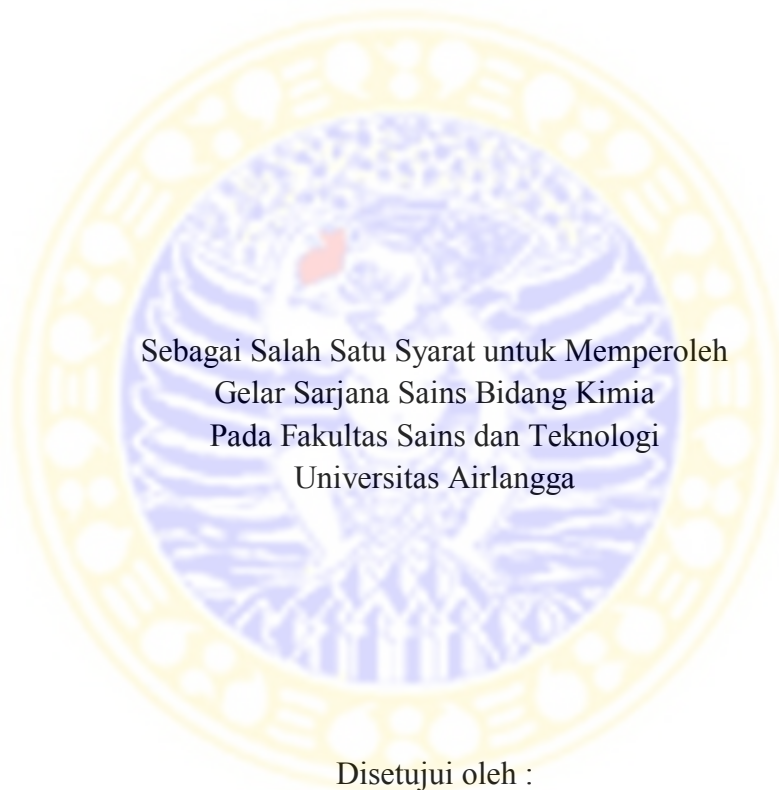 Sebagai Salah Satu Syarat untuk Memperoleh
Gelar Sarjana Sains Bidang Kimia
Pada Fakultas Sains dan Teknologi
Universitas Airlangga
Disetujui oleh :